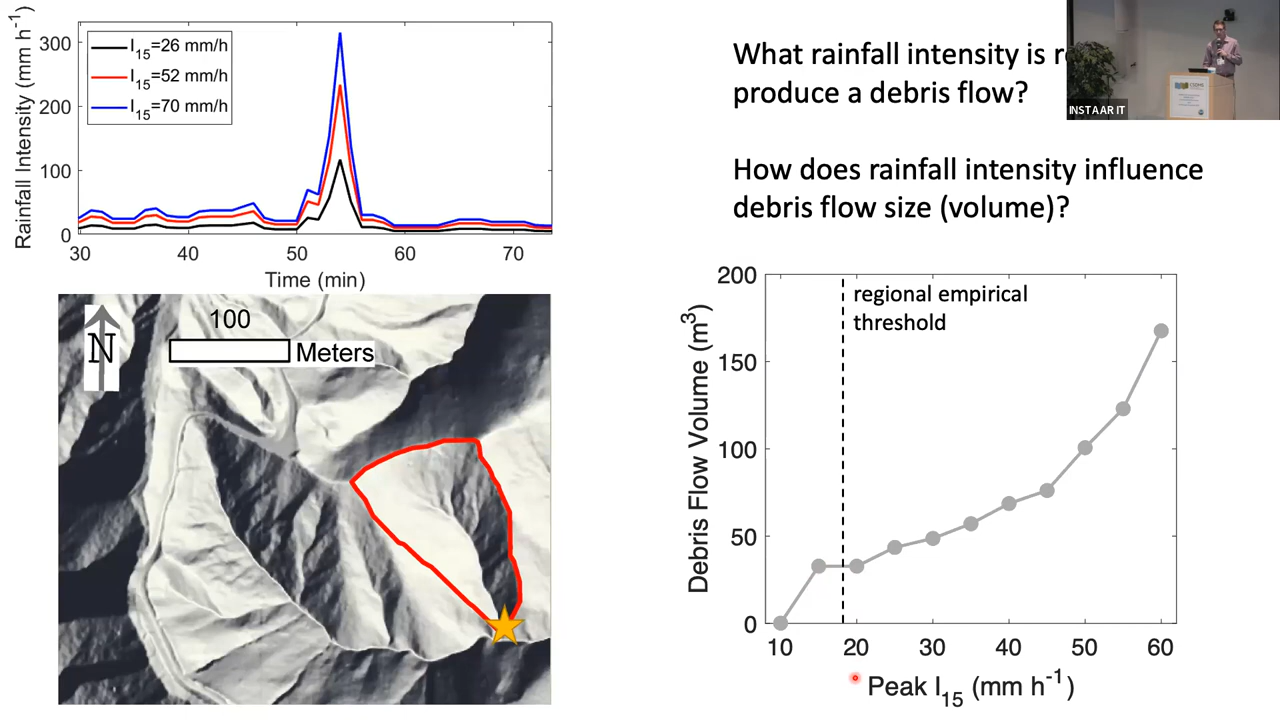 What rainfall intensity is
produce a debris flow?
How does rainfall intensity influence
debris flow size (volume)?
INSTAAR IT
Rainfall Intensity (mm h⁻¹)
300
200
100
0
I₁₅=26 mm/h
I₁₅=52 mm/h
I₁₅=70 mm/h
30 40 50 60 70
Time (min)
N
100
Meters
Debris Flow Volume (m³)
200
150
100
50
0
regional empirical
threshold
10 20 30 40 50 60
Peak I₁₅ (mm h⁻¹)